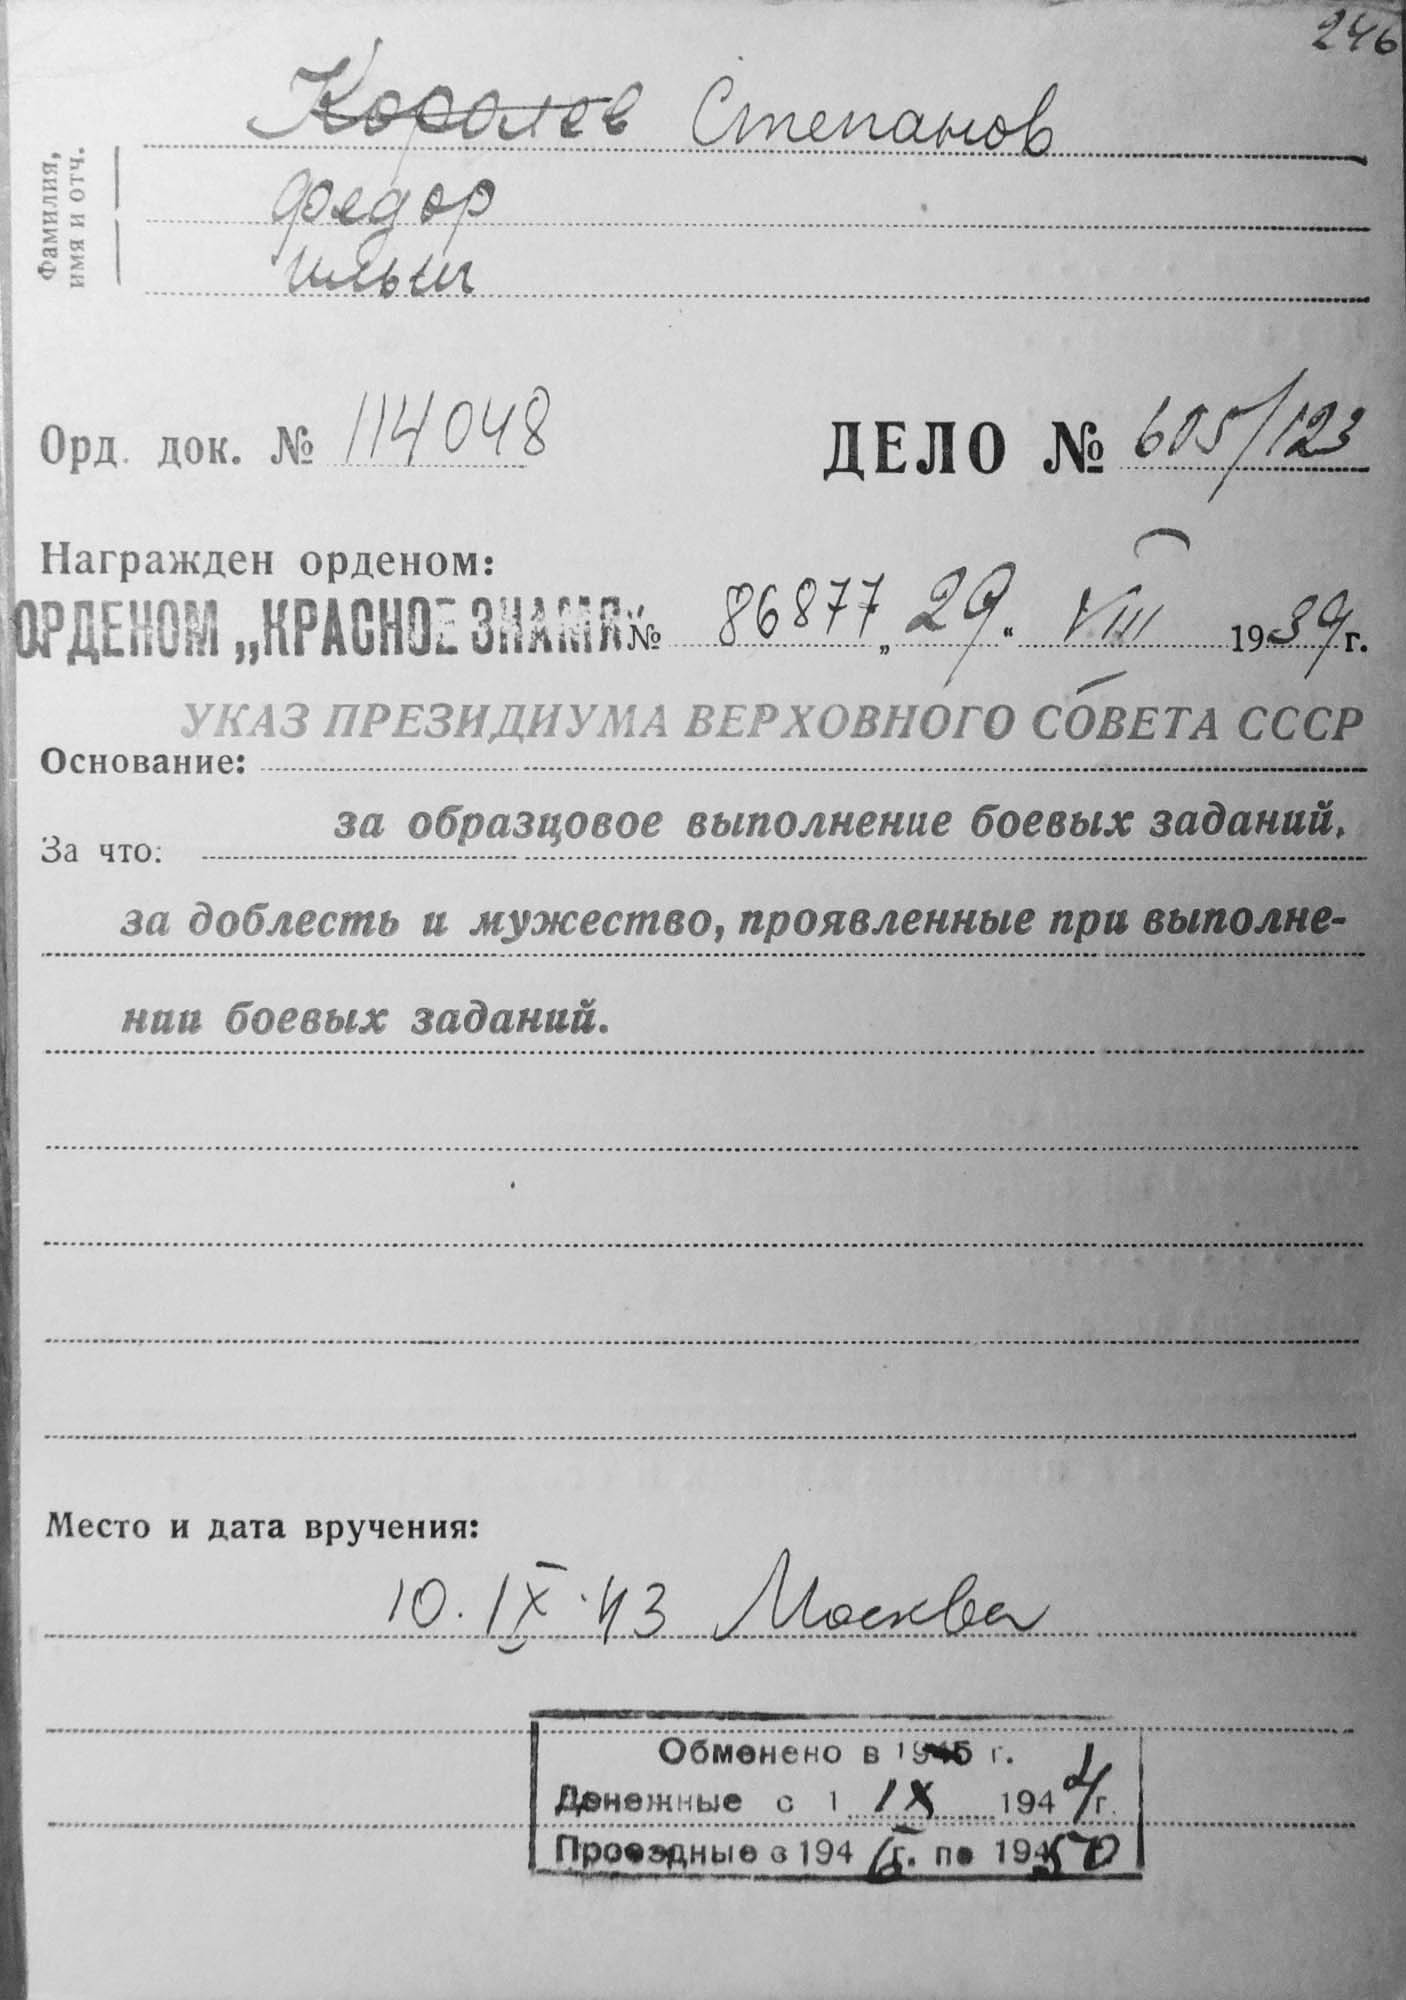 246
Королев Степанов
Фамилия,
имя и отч.
Федор
Ильич
Орд. док. № 114048
ДЕЛО № 605/123
Награжден орденом:
ОРДЕНОМ „КРАСНОЕ ЗНАМЯ" № 86877 „29" VIII 1939 г.
УКАЗ ПРЕЗИДИУМА ВЕРХОВНОГО СОВЕТА СССР
Основание:
за образцовое выполнение боевых заданий,
За что:
за доблесть и мужество, проявленные при выполне-
нии боевых заданий.
Место и дата вручения:
10.IX.43 Москва
Обменено в 1945 г.
Денежные с 1 IX 1944 г.
Проездные с 1946 г. по 1950